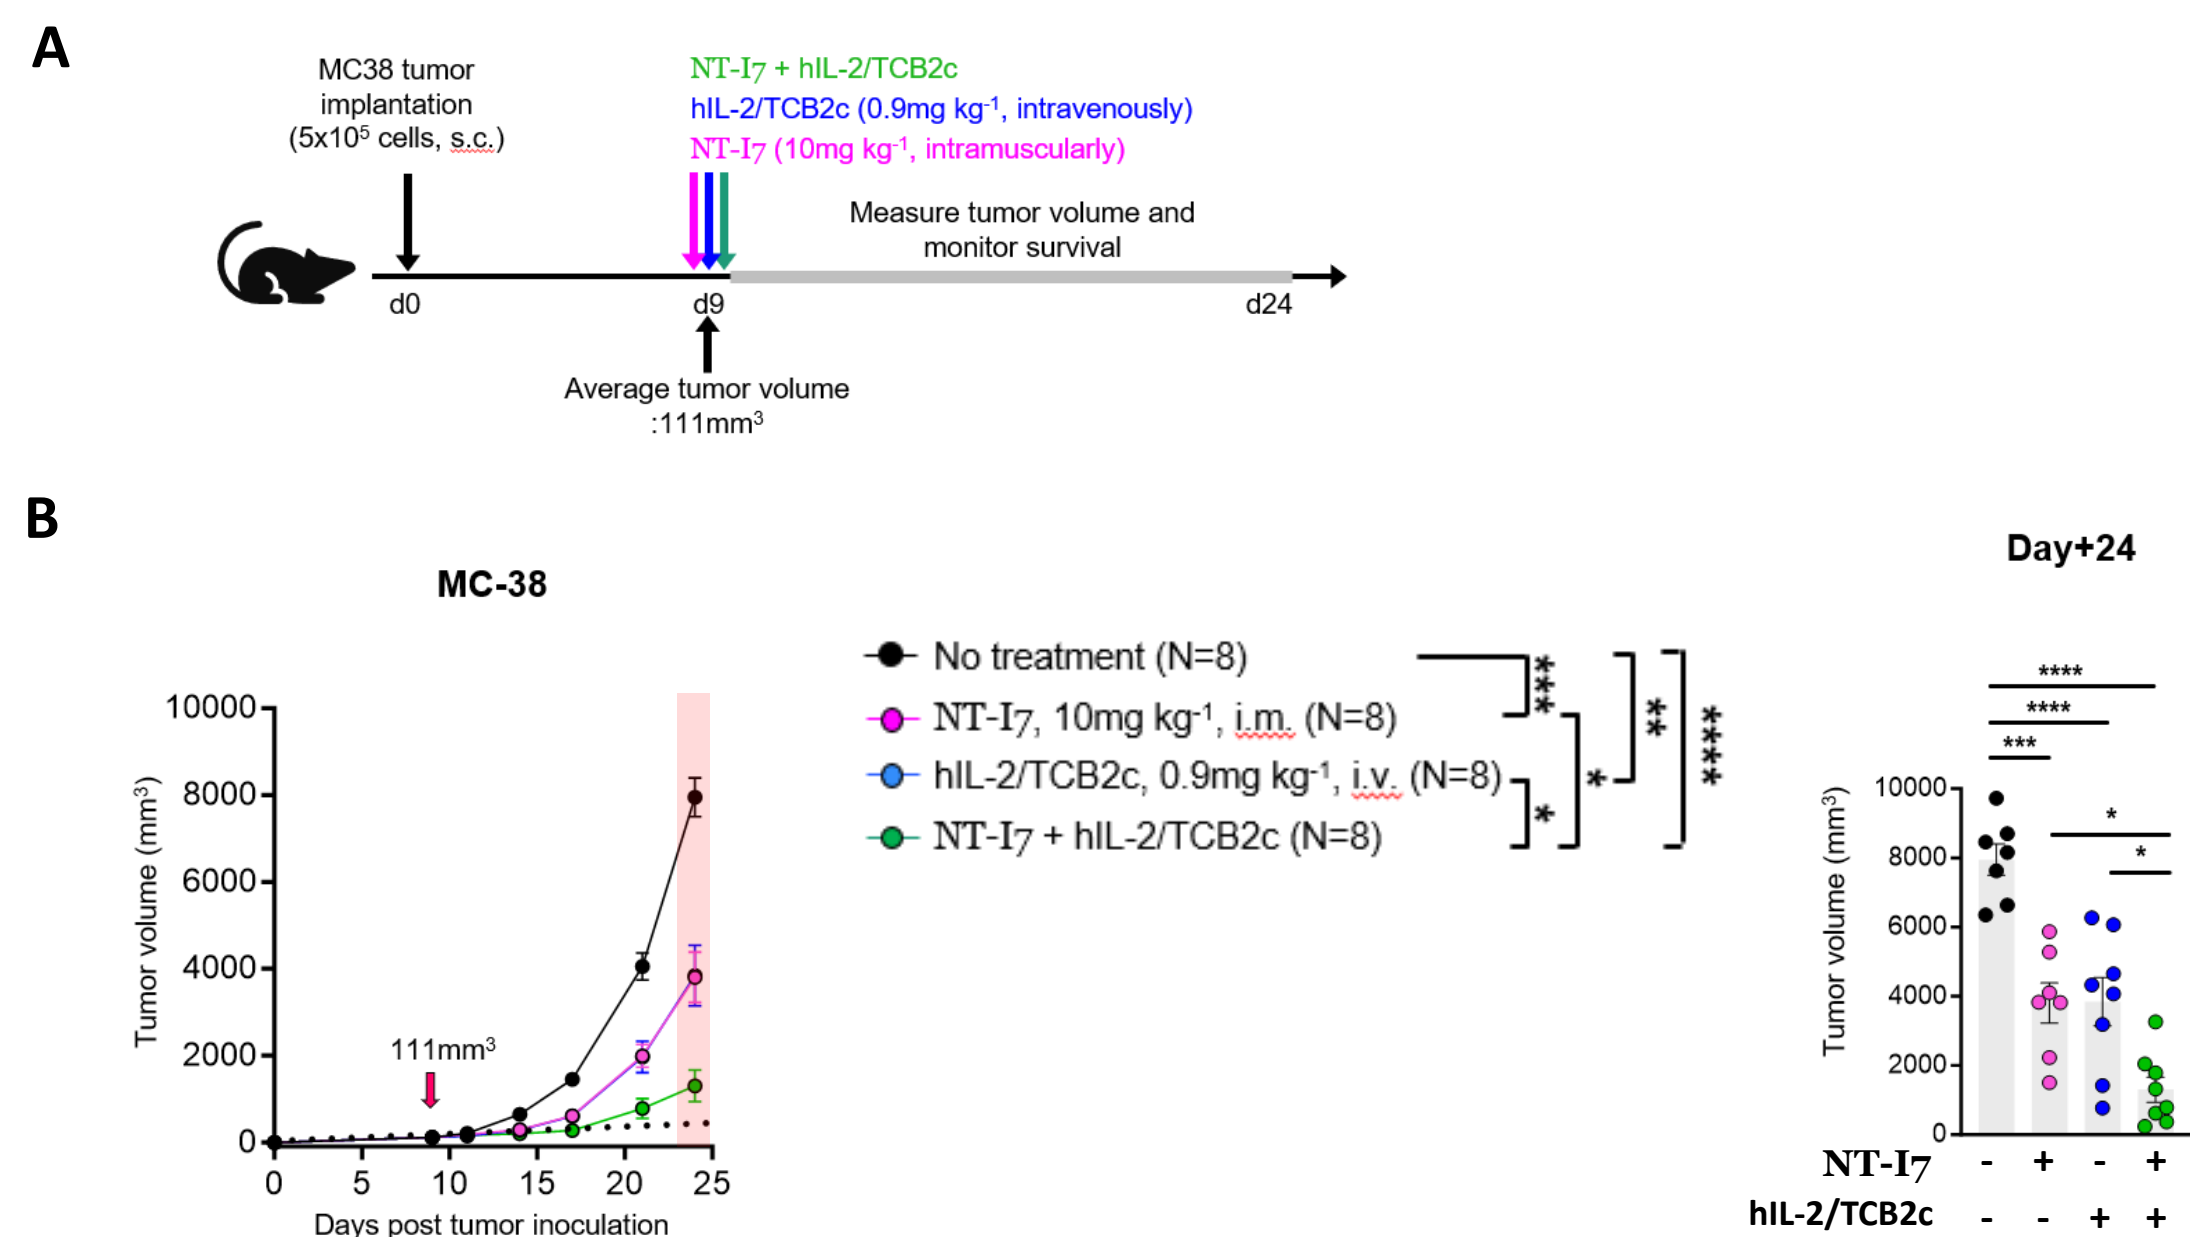 A
MC38 tumor
implantation
(5x10⁵ cells, s.c.)
NT-I7 + hIL-2/TCB2c
hIL-2/TCB2c (0.9mg kg⁻¹, intravenously)
NT-I7 (10mg kg⁻¹, intramuscularly)
Measure tumor volume and
monitor survival
d0
d9
d24
Average tumor volume
:111mm³
B
MC-38
Tumor volume (mm³)
10000
8000
6000
4000
2000
0
111mm³
0 5 10 15 20 25
Days post tumor inoculation
No treatment (N=8)
NT-I7, 10mg kg⁻¹, i.m. (N=8)
hIL-2/TCB2c, 0.9mg kg⁻¹, i.v. (N=8)
NT-I7 + hIL-2/TCB2c (N=8)
****
*
*
**
****
Day+24
****
****
***
*
*
Tumor volume (mm³)
10000
8000
6000
4000
2000
0
NT-I7 - + - +
hIL-2/TCB2c - - + +